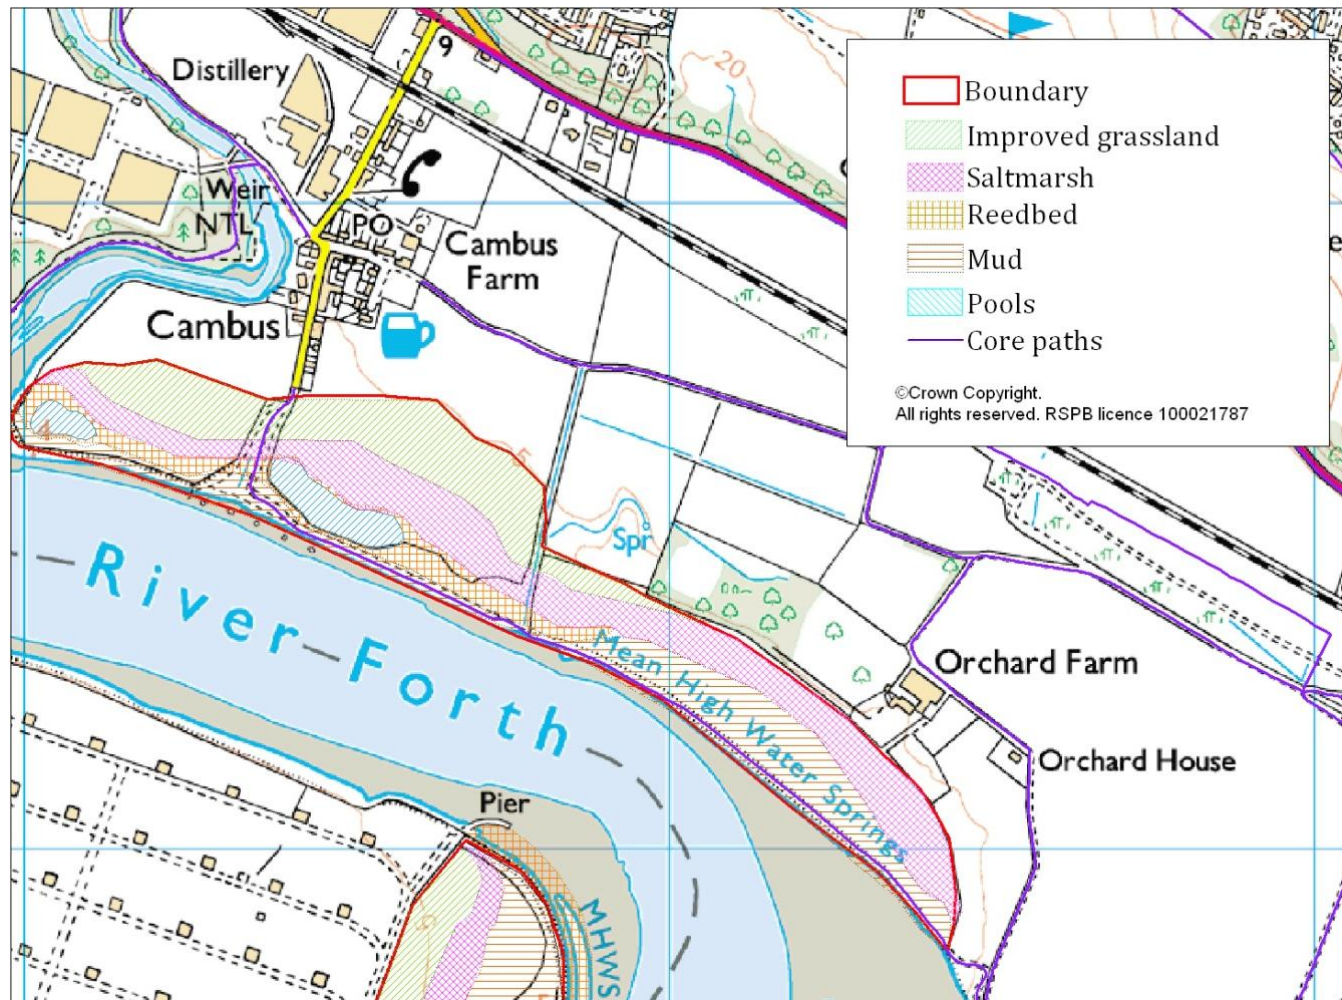 9
Distillery
20
Weir
NTL
PO
Cambus
Farm
Cambus
Boundary
Improved grassland
Saltmarsh
Reedbed
Mud
Pools
Core paths
©Crown Copyright.
All rights reserved. RSPB licence 100021787
4
5
Spr
River Forth
Mean High Water Springs
Orchard Farm
Orchard House
Pier
MHWS